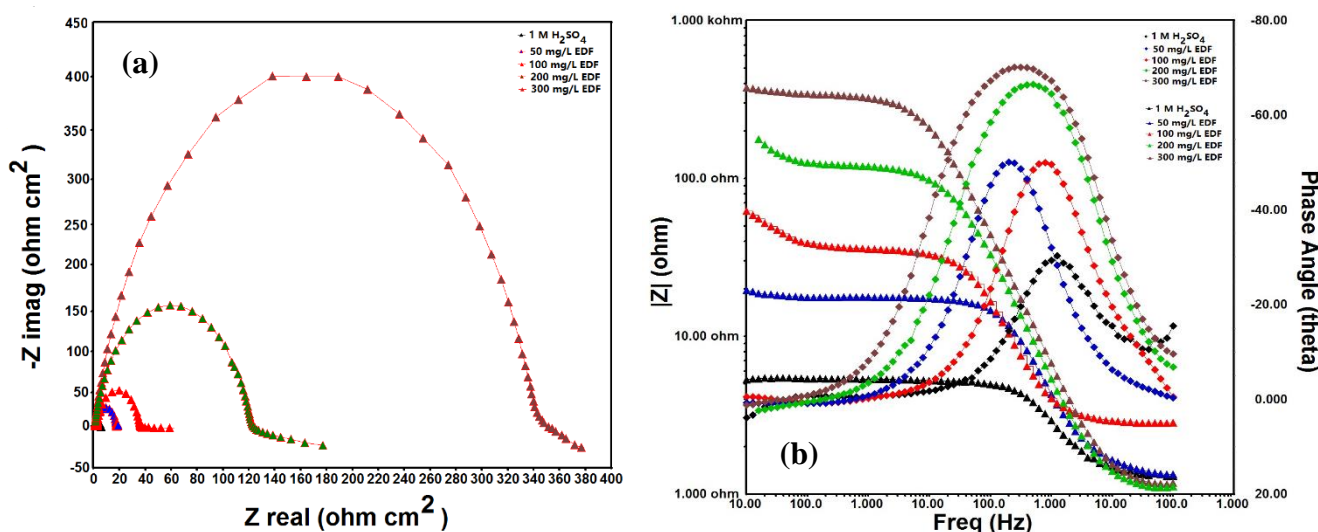 (a)
1 M H₂SO₄
50 mg/L EDF
100 mg/L EDF
200 mg/L EDF
300 mg/L EDF
-Z imag (ohm cm²)
450
400
350
300
250
200
150
100
50
0
-50
0 20 40 60 80 100 120 140 160 180 200 220 240 260 280 300 320 340 360 380 400
Z real (ohm cm²)
(b)
1 M H₂SO₄
50 mg/L EDF
100 mg/L EDF
200 mg/L EDF
300 mg/L EDF
1 M H₂SO₄
50 mg/L EDF
100 mg/L EDF
200 mg/L EDF
300 mg/L EDF
|Z| (ohm)
1.000 kohm
100.0 ohm
10.00 ohm
1.000 ohm
10.00 100.0 1.000 10.00 100.0 1.000 10.00 100.0 1.000
Freq (Hz)
-80.00
-60.00
-40.00
-20.00
0.000
20.00
Phase Angle (theta)